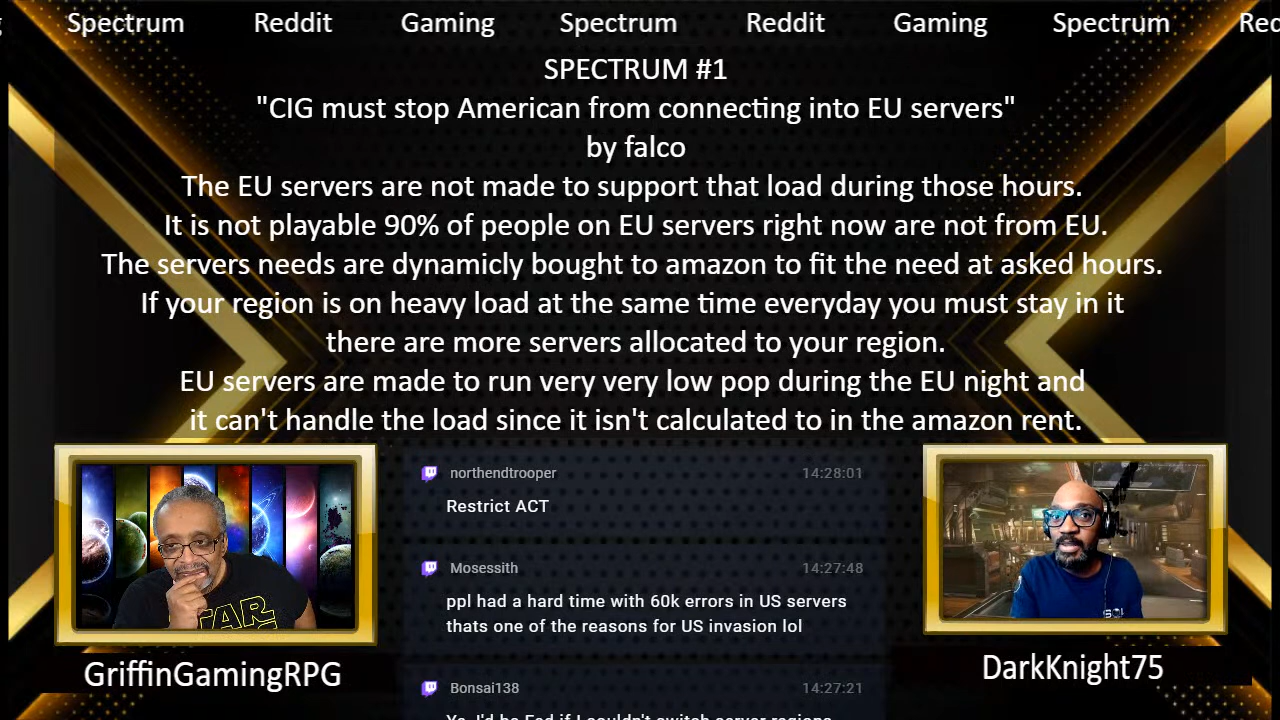 Spectrum Reddit Gaming Spectrum Reddit Gaming Spectrum Rec
SPECTRUM #1
"CIG must stop American from connecting into EU servers"
by falco
The EU servers are not made to support that load during those hours.
It is not playable 90% of people on EU servers right now are not from EU.
The servers needs are dynamicly bought to amazon to fit the need at asked hours.
If your region is on heavy load at the same time everyday you must stay in it
there are more servers allocated to your region.
EU servers are made to run very very low pop during the EU night and
it can't handle the load since it isn't calculated to in the amazon rent.
northendtrooper 14:28:01
Restrict ACT
Mosessith 14:27:48
ppl had a hard time with 60k errors in US servers
thats one of the reasons for US invasion lol
Bonsai138 14:27:21
I'd be if I couldn't switch server regions
TAR
GriffinGamingRPG
DarkKnight75